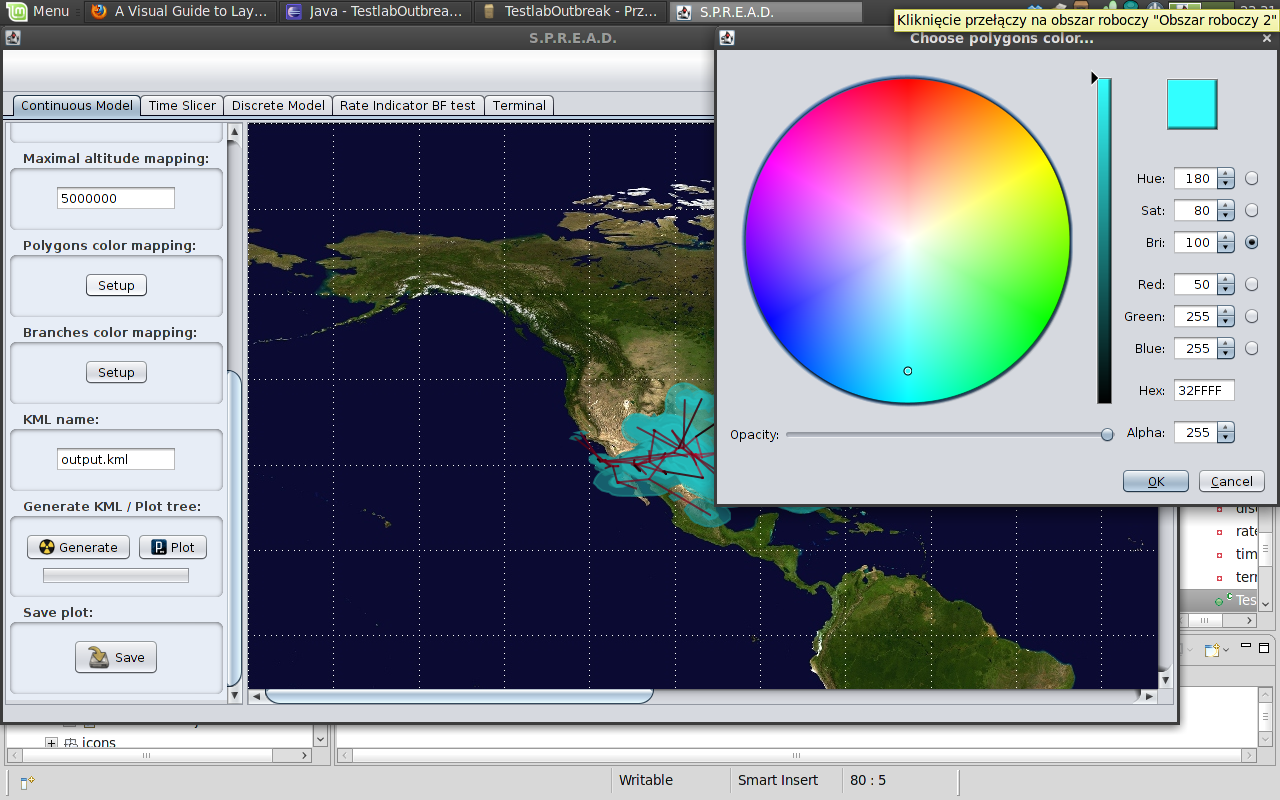 Menu
A Visual Guide to Lay...
Java - TestlabOutbrea...
TestlabOutbreak - Prz...
S.P.R.E.A.D.
Kliknięcie przełączy na obszar roboczy "Obszar roboczy 2"
S.P.R.E.A.D.
Choose polygons color...
Continuous Model
Time Slicer
Discrete Model
Rate Indicator BF test
Terminal
Maximal altitude mapping:
5000000
Polygons color mapping:
Setup
Branches color mapping:
Setup
KML name:
output.kml
Generate KML / Plot tree:
Generate
Plot
Save plot:
Save
Hue: 180
Sat: 80
Bri: 100
Red: 50
Green: 255
Blue: 255
Hex: 32FFFF
Opacity:
Alpha: 255
OK
Cancel
rate
tim
Tes
icons
Writable
Smart Insert
80 : 5